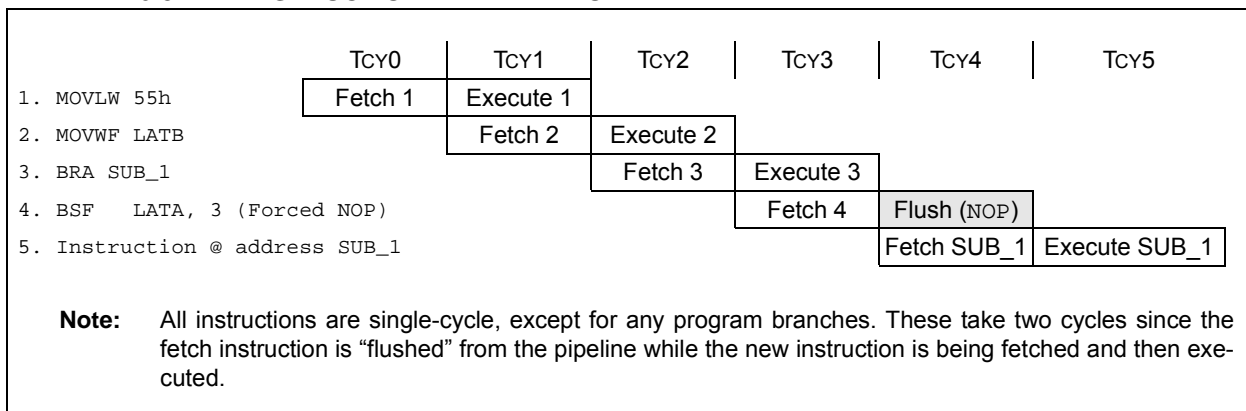 TCY0 TCY1 TCY2 TCY3 TCY4 TCY5
1. MOVLW 55h Fetch 1 Execute 1
2. MOVWF LATB Fetch 2 Execute 2
3. BRA SUB_1 Fetch 3 Execute 3
4. BSF LATA, 3 (Forced NOP) Fetch 4 Flush (NOP)
5. Instruction @ address SUB_1 Fetch SUB_1 Execute SUB_1
Note: All instructions are single-cycle, except for any program branches. These take two cycles since the
fetch instruction is “flushed” from the pipeline while the new instruction is being fetched and then exe-
cuted.